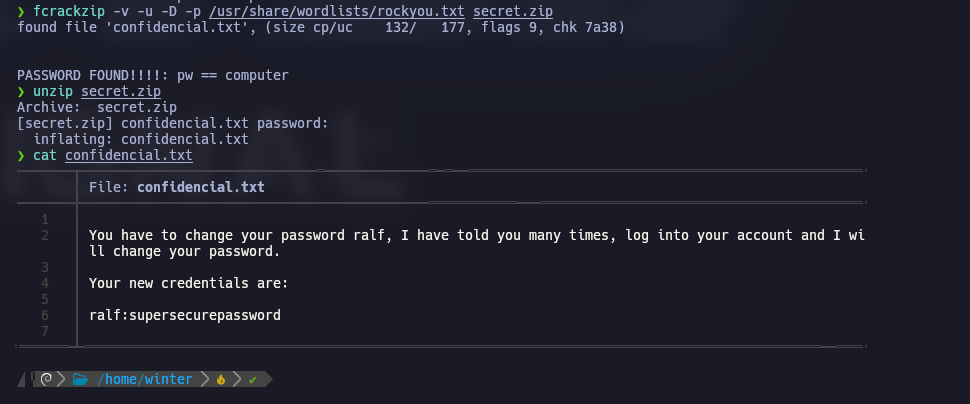 ❯ fcrackzip -v -u -D -p /usr/share/wordlists/rockyou.txt secret.zip
found file 'confidencial.txt', (size cp/uc    132/   177, flags 9, chk 7a38)
PASSWORD FOUND!!!!: pw == computer
❯ unzip secret.zip
Archive:  secret.zip
[secret.zip] confidencial.txt password:
  inflating: confidencial.txt
❯ cat confidencial.txt
File: confidencial.txt
1
2 You have to change your password ralf, I have told you many times, log into your account and I wi
ll change your password.
3
4 Your new credentials are:
5
6 ralf:supersecurepassword
7
/home/winter ✔